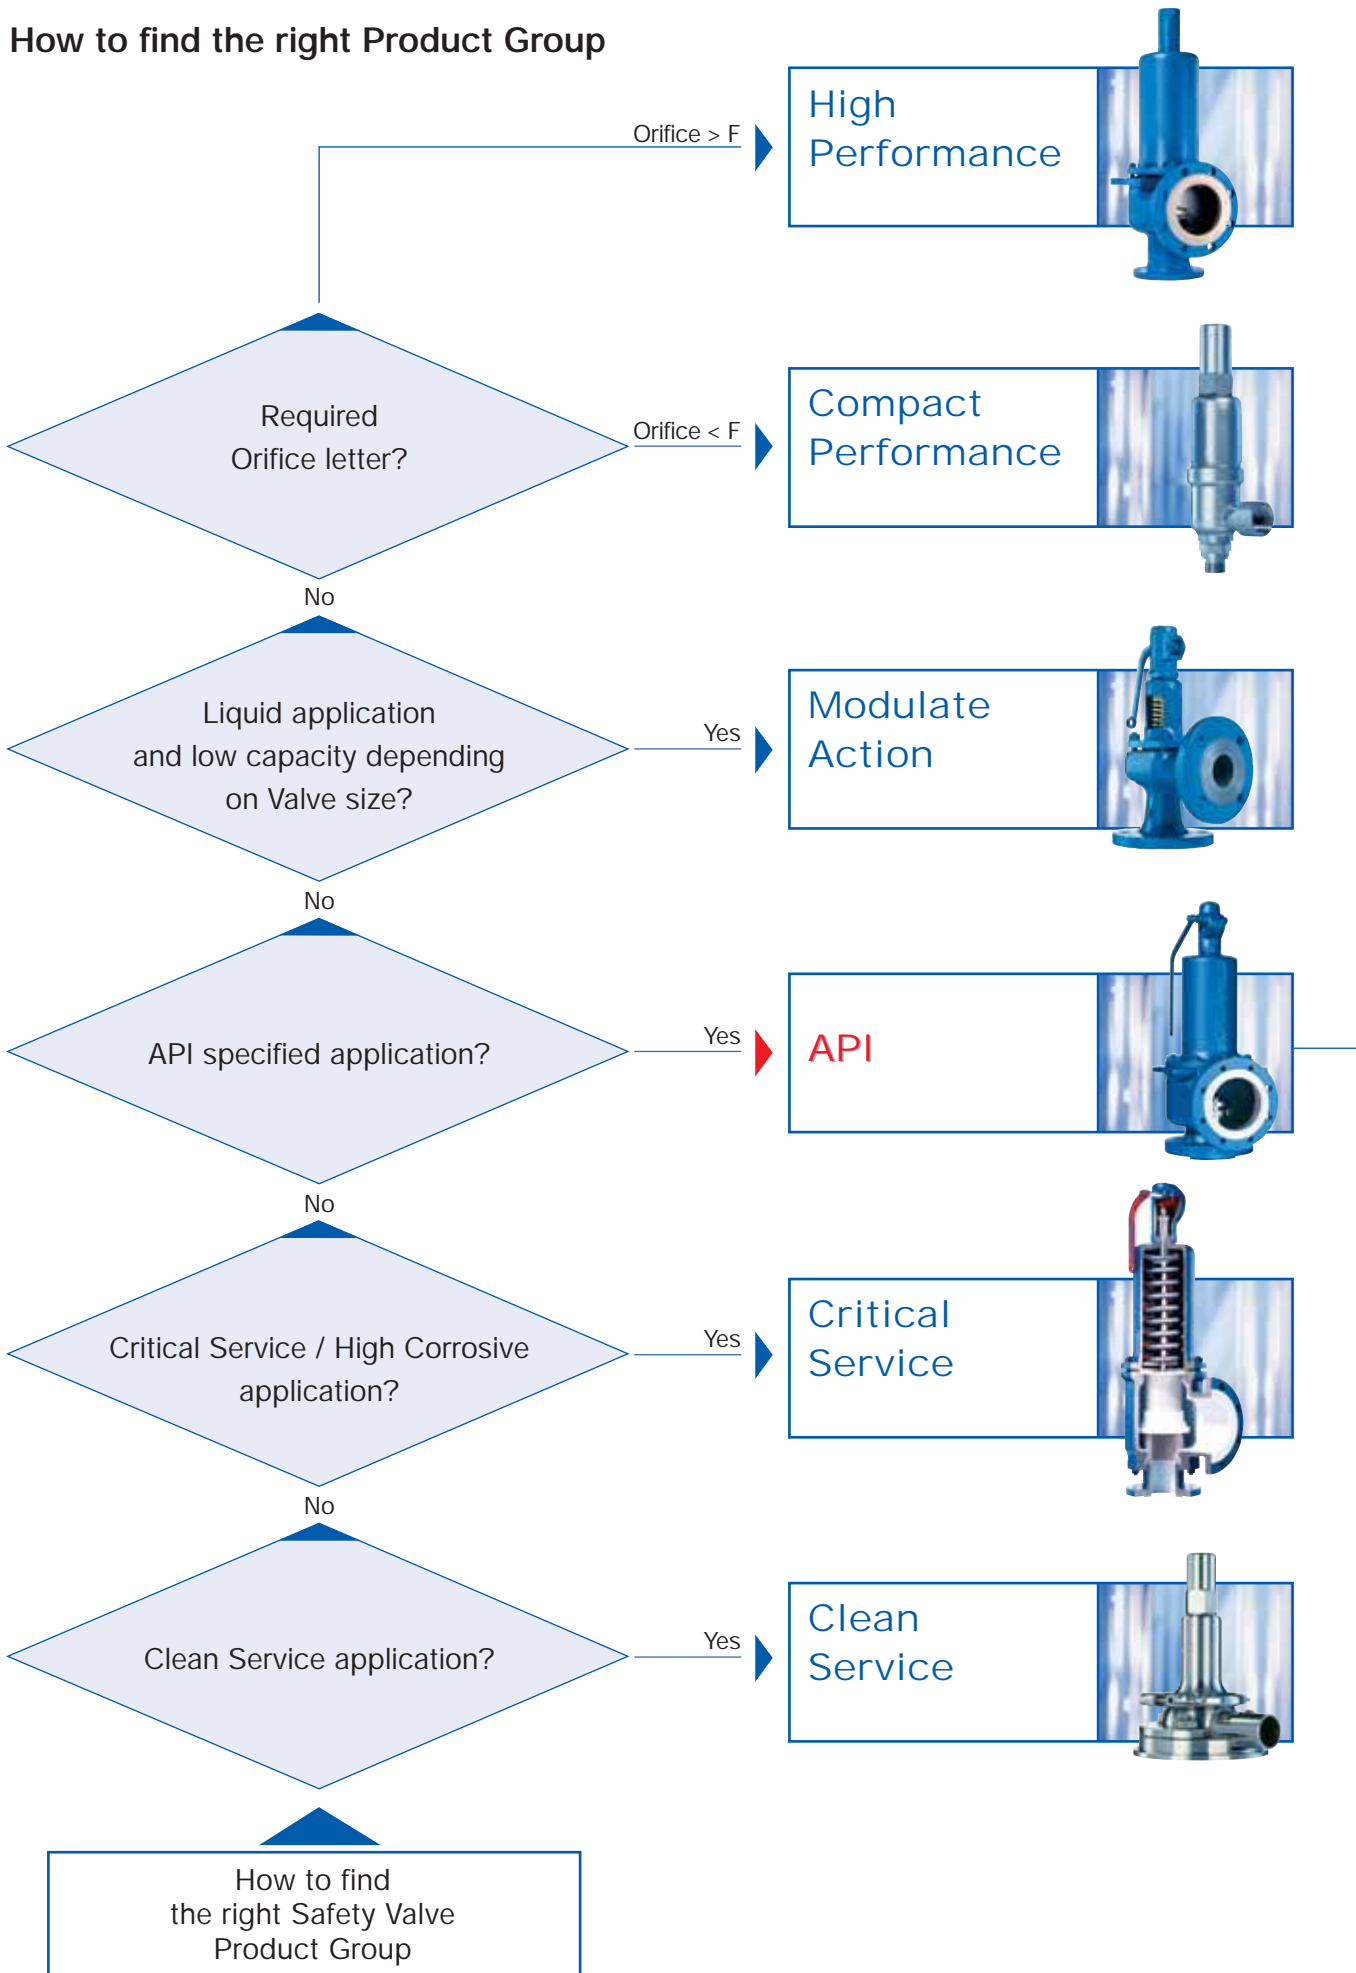 How to find the right Product Group
Orifice > F
High
Performance
Required
Orifice letter?
Orifice < F
Compact
Performance
No
Liquid application
and low capacity depending
on Valve size?
Yes
Modulate
Action
No
API specified application?
Yes
API
No
Critical Service / High Corrosive
application?
Yes
Critical
Service
No
Clean Service application?
Yes
Clean
Service
How to find
the right Safety Valve
Product Group